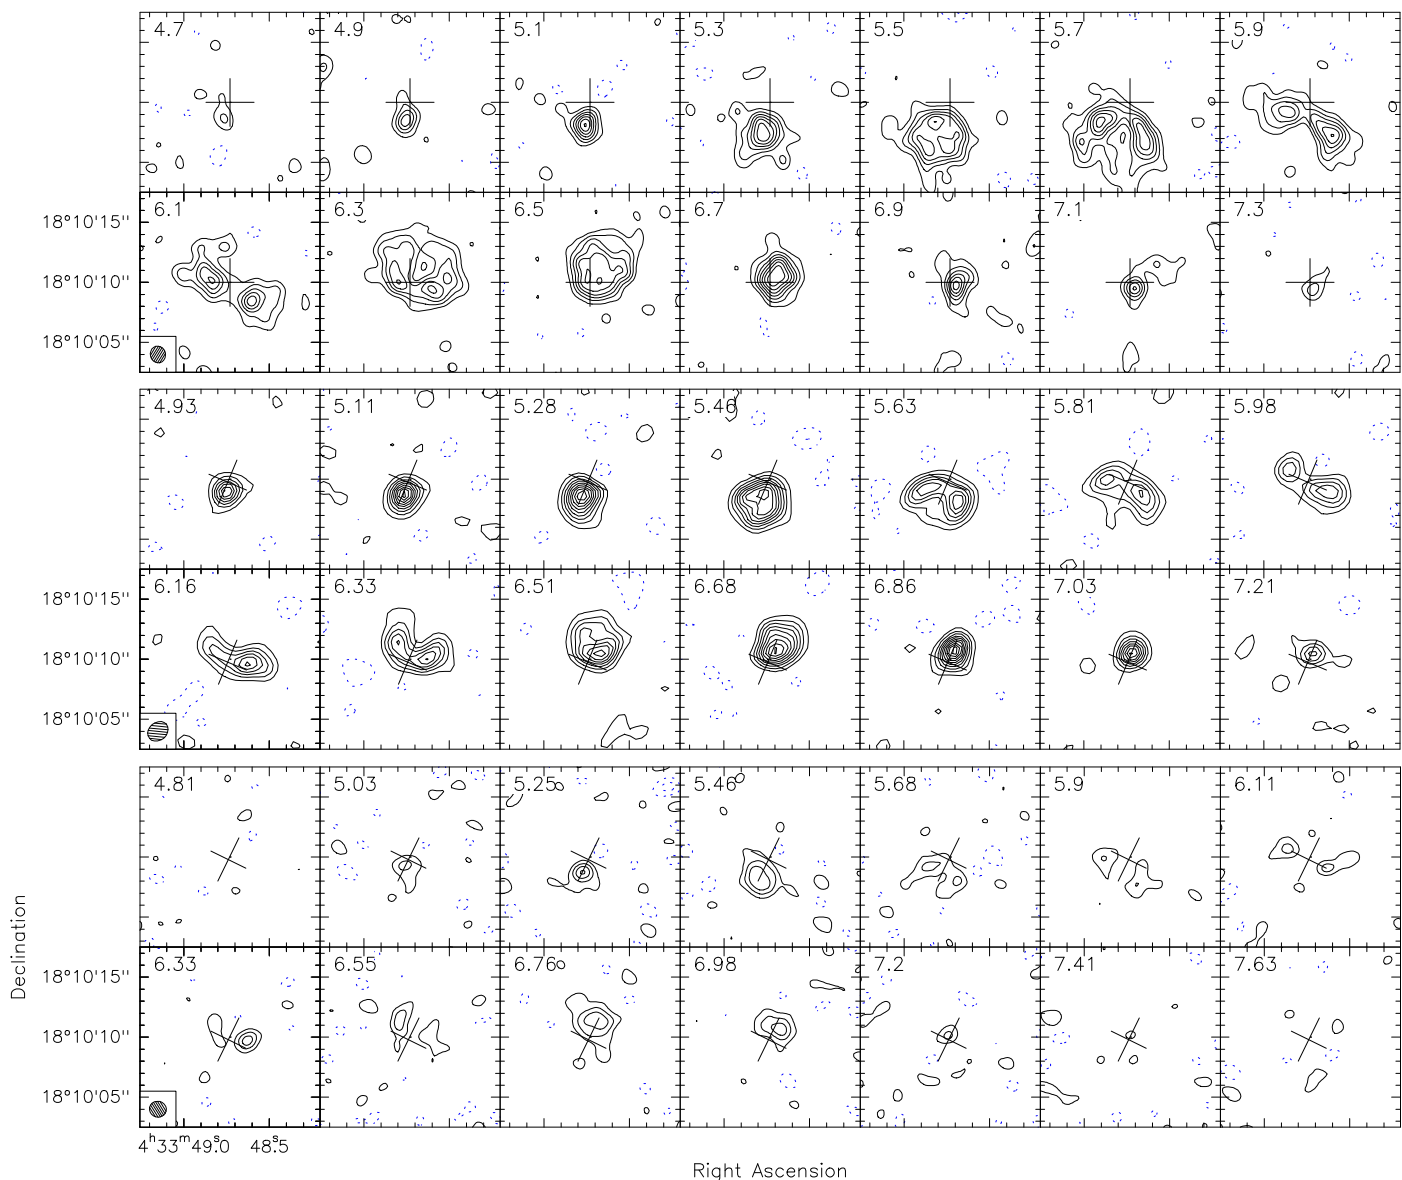 4.7 4.9 5.1 5.3 5.5 5.7 5.9
6.1 6.3 6.5 6.7 6.9 7.1 7.3
18°10'15"
18°10'10"
18°10'05"
4.93 5.11 5.28 5.46 5.63 5.81 5.98
6.16 6.33 6.51 6.68 6.86 7.03 7.21
18°10'15"
18°10'10"
18°10'05"
4.81 5.03 5.25 5.46 5.68 5.9 6.11
6.33 6.55 6.76 6.98 7.2 7.41 7.63
18°10'15"
18°10'10"
18°10'05"
4ʰ33ᵐ49ˢ.0 48ˢ.5
Declination
Right Ascension